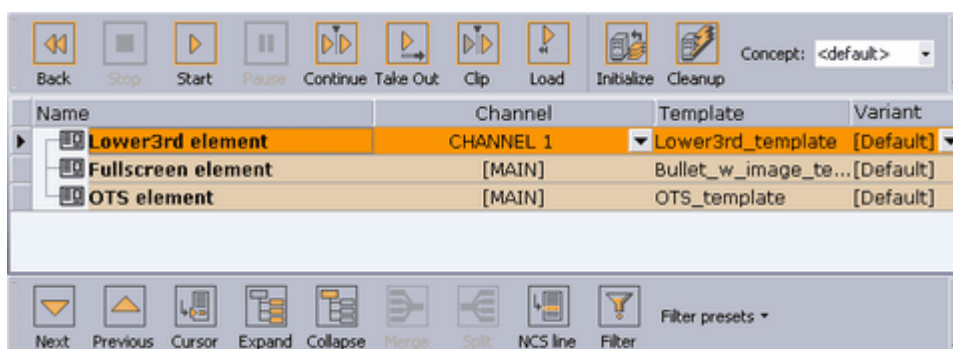 Back Stop Start Pause Continue Take Out Clip Load Initialize Cleanup Concept: <default>
Name Channel Template Variant
Lower3rd element CHANNEL 1 Lower3rd_template [Default]
Fullscreen element [MAIN] Bullet_w_image_te... [Default]
OTS element [MAIN] OTS_template [Default]
Next Previous Cursor Expand Collapse Merge Split NCS line Filter Filter presets